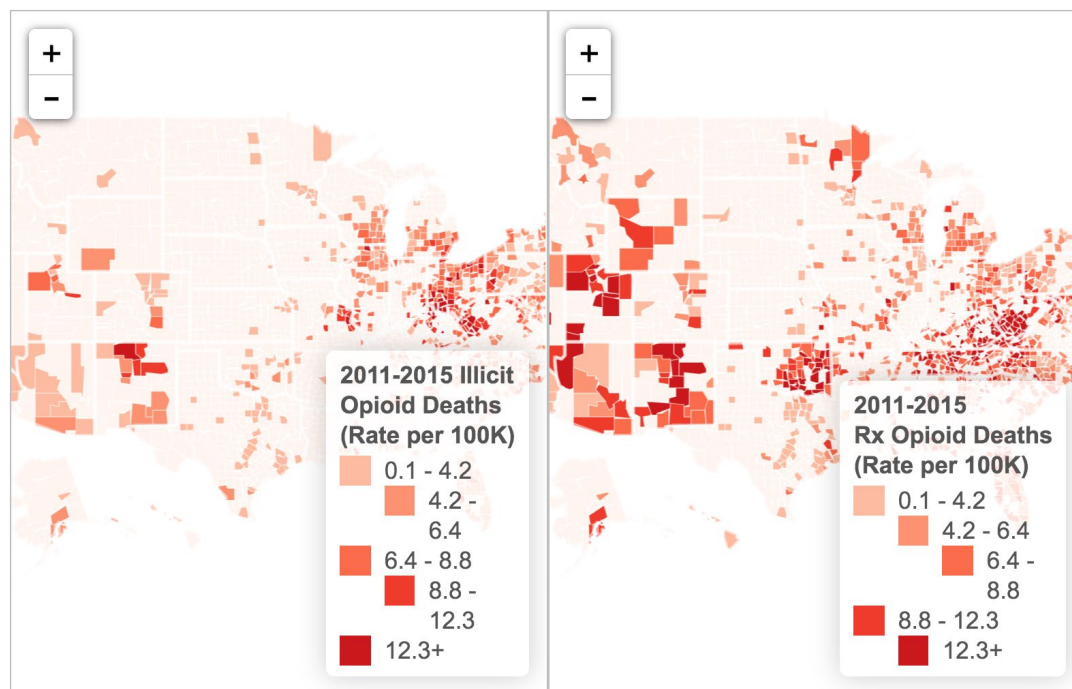 +
−
2011-2015 Illicit
Opioid Deaths
(Rate per 100K)
0.1 - 4.2
4.2 -
6.4
6.4 - 8.8
8.8 -
12.3
12.3+
+
−
2011-2015
Rx Opioid Deaths
(Rate per 100K)
0.1 - 4.2
4.2 - 6.4
6.4 -
8.8
8.8 - 12.3
12.3+